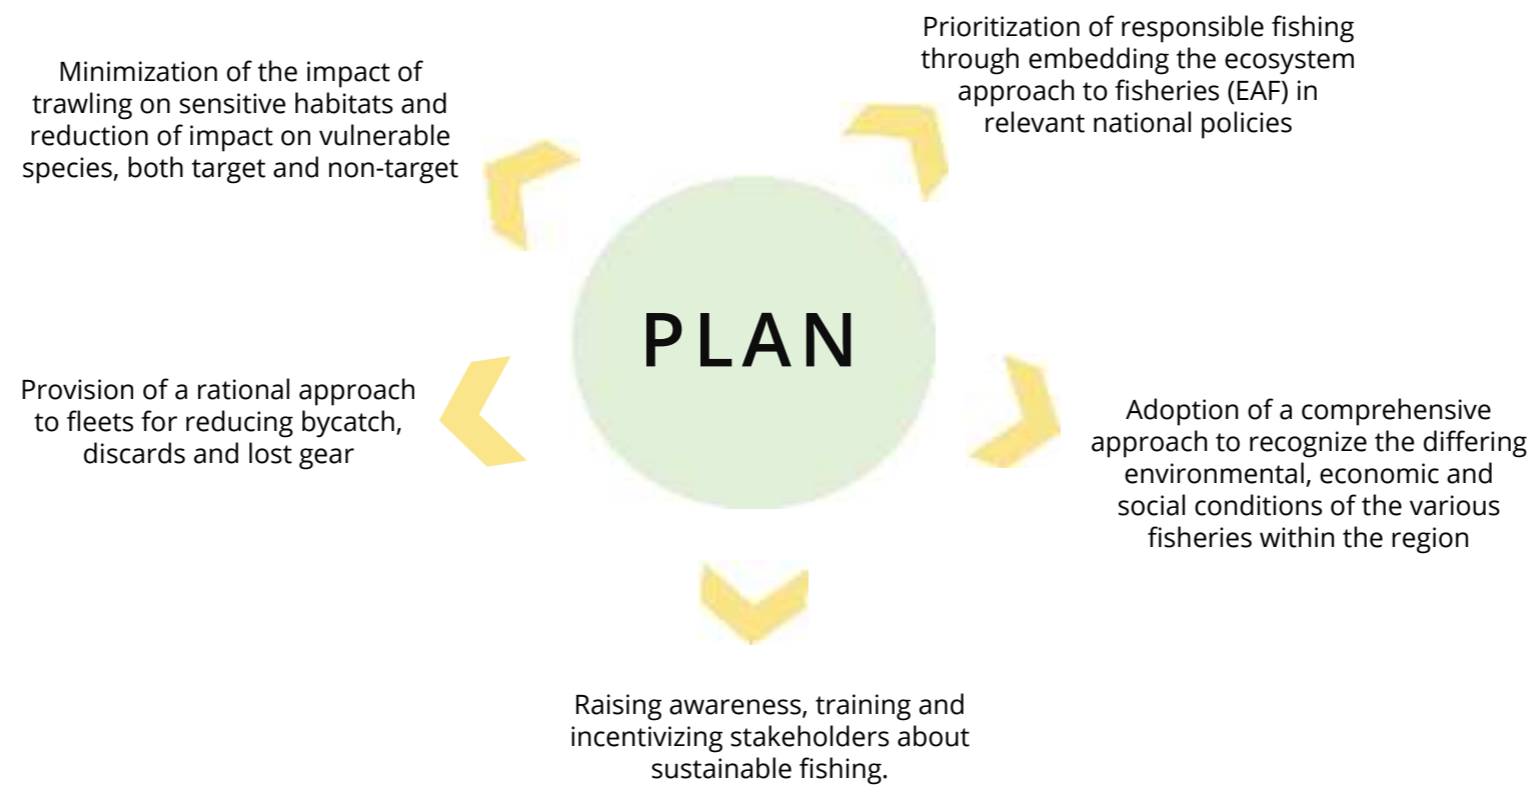 Prioritization of responsible fishing
through embedding the ecosystem
approach to fisheries (EAF) in
relevant national policies
Minimization of the impact of
trawling on sensitive habitats and
reduction of impact on vulnerable
species, both target and non-target
PLAN
Provision of a rational approach
to fleets for reducing bycatch,
discards and lost gear
Adoption of a comprehensive
approach to recognize the differing
environmental, economic and
social conditions of the various
fisheries within the region
Raising awareness, training and
incentivizing stakeholders about
sustainable fishing.